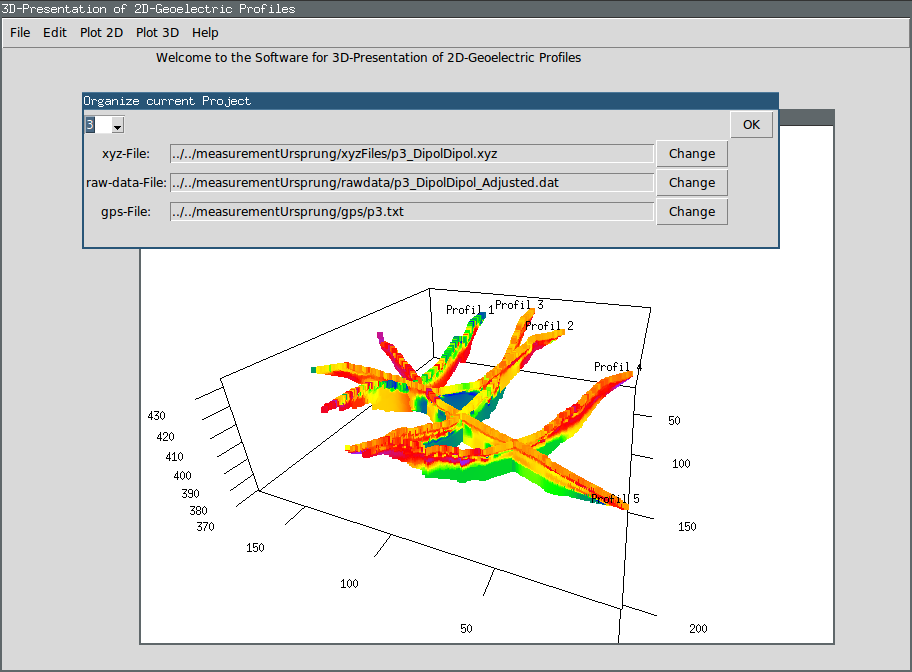 3D-Presentation of 2D-Geoelectric Profiles
File Edit Plot 2D Plot 3D Help
Welcome to the Software for 3D-Presentation of 2D-Geoelectric Profiles
Organize current Project
3 OK
xyz-File: ../../measurementUrsprung/xyzFiles/p3_DipolDipol.xyz Change
raw-data-File: ../../measurementUrsprung/rawdata/p3_DipolDipol_Adjusted.dat Change
gps-File: ../../measurementUrsprung/gps/p3.txt Change
Profil 1 Profil 3
Profil 2
Profil 4
430
50
420
410
100
400
390
Profil 5
380
370
150
150
100
50
200